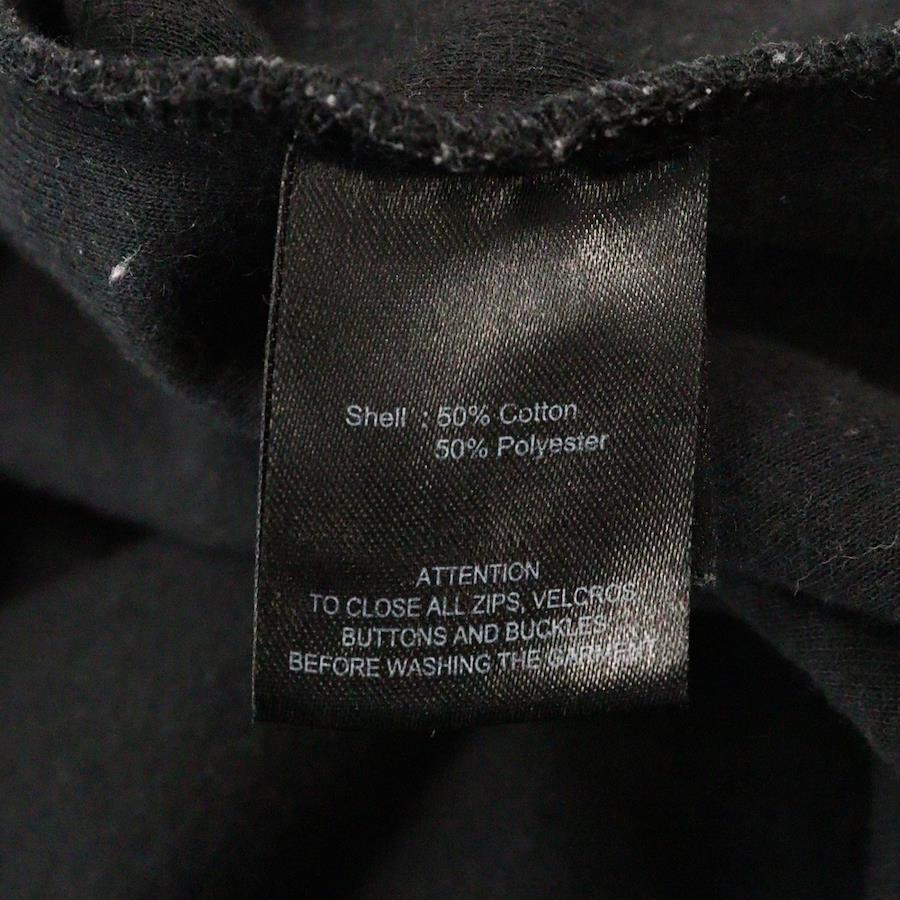 Shell : 50% Cotton
50% Polyester
ATTENTION
TO CLOSE ALL ZIPS, VELCROS,
BUTTONS AND BUCKLES
BEFORE WASHING THE GARMENT